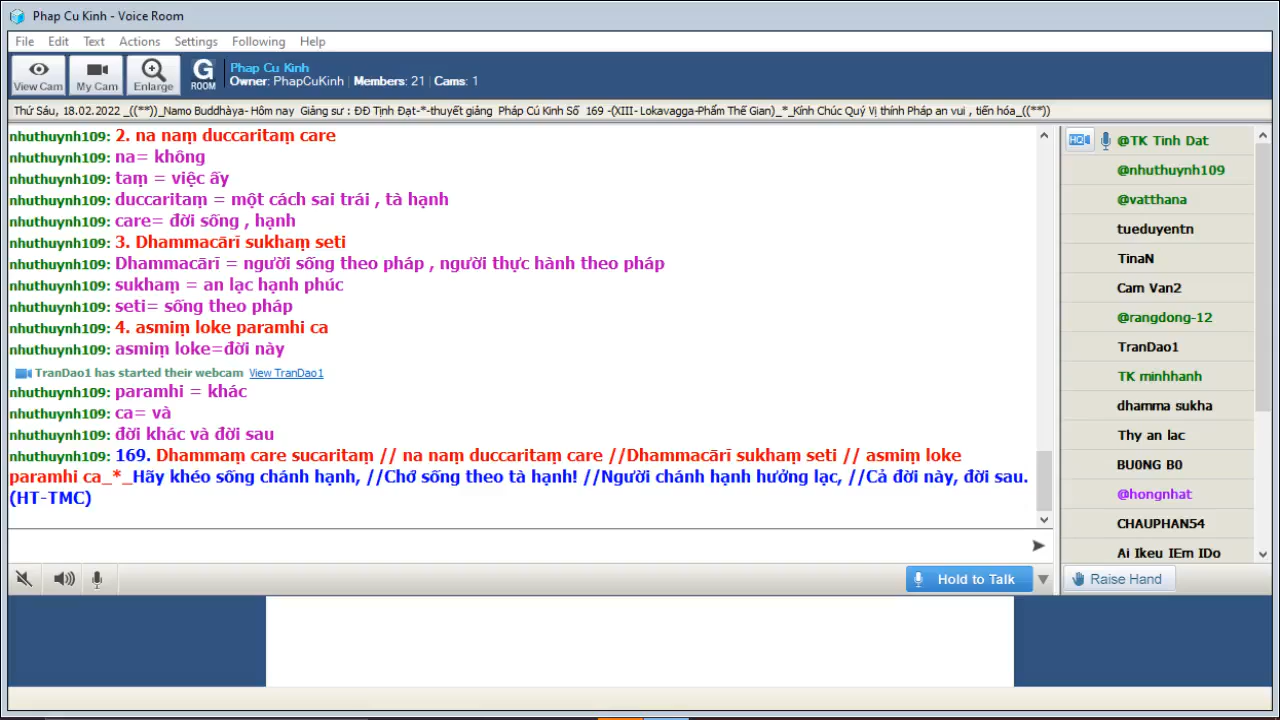 Phap Cu Kinh - Voice Room
File Edit Text Actions Settings Following Help
View Cam My Cam Enlarge G ROOM
Phap Cu Kinh
Owner: PhapCuKinh Members: 21 Cams: 1
Thứ Sáu, 18.02.2022 _((**))_Namo Buddhàya- Hôm nay Giảng sư : ĐĐ Tịnh Đạt-*-thuyết giảng Pháp Cú Kinh Số 169 -(XIII- Lokavagga-Phẩm Thế Gian)_*_Kính Chúc Quý Vị thính Pháp an vui , tiến hóa_((**))
nhuthuynh109: 2. na naṃ duccaritaṃ care
nhuthuynh109: na= không
nhuthuynh109: taṃ = việc ấy
nhuthuynh109: duccaritaṃ = một cách sai trái , tà hạnh
nhuthuynh109: care= đời sống , hạnh
nhuthuynh109: 3. Dhammacārī sukhaṃ seti
nhuthuynh109: Dhammacārī = người sống theo pháp , người thực hành theo pháp
nhuthuynh109: sukhaṃ = an lạc hạnh phúc
nhuthuynh109: seti= sống theo pháp
nhuthuynh109: 4. asmiṃ loke paramhi ca
nhuthuynh109: asmiṃ loke=đời này
TranDao1 has started their webcam View TranDao1
nhuthuynh109: paramhi = khác
nhuthuynh109: ca= và
nhuthuynh109: đời khác và đời sau
nhuthuynh109: 169. Dhammaṃ care sucaritaṃ // na naṃ duccaritaṃ care //Dhammacārī sukhaṃ seti // asmiṃ loke
paramhi ca_*_Hãy khéo sống chánh hạnh, //Chớ sống theo tà hạnh! //Người chánh hạnh hưởng lạc, //Cả đời này, đời sau.
(HT-TMC)
HQ @TK Tinh Dat
@nhuthuynh109
@vatthana
tueduyentn
TinaN
Cam Van2
@rangdong-12
TranDao1
TK minhhanh
dhamma sukha
Thy an lac
BU0NG B0
@hongnhat
CHAUPHAN54
Ai Ikeu IEm IDo
Hold to Talk
Raise Hand